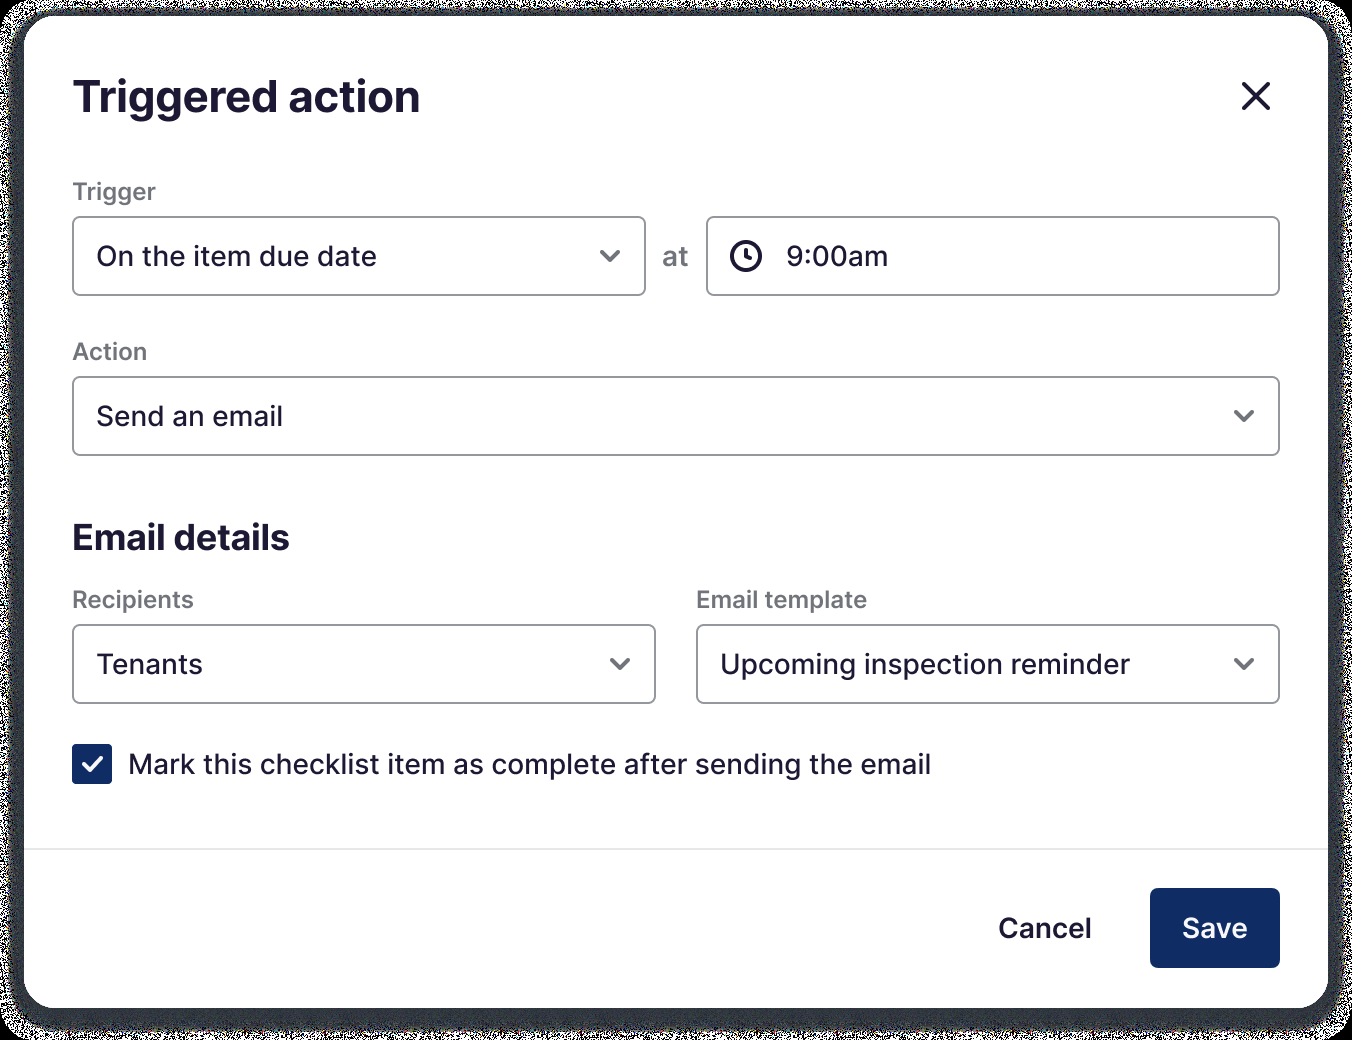 Triggered action
Trigger
On the item due date at 9:00am
Action
Send an email
Email details
Recipients Email template
Tenants Upcoming inspection reminder
Mark this checklist item as complete after sending the email
Cancel Save